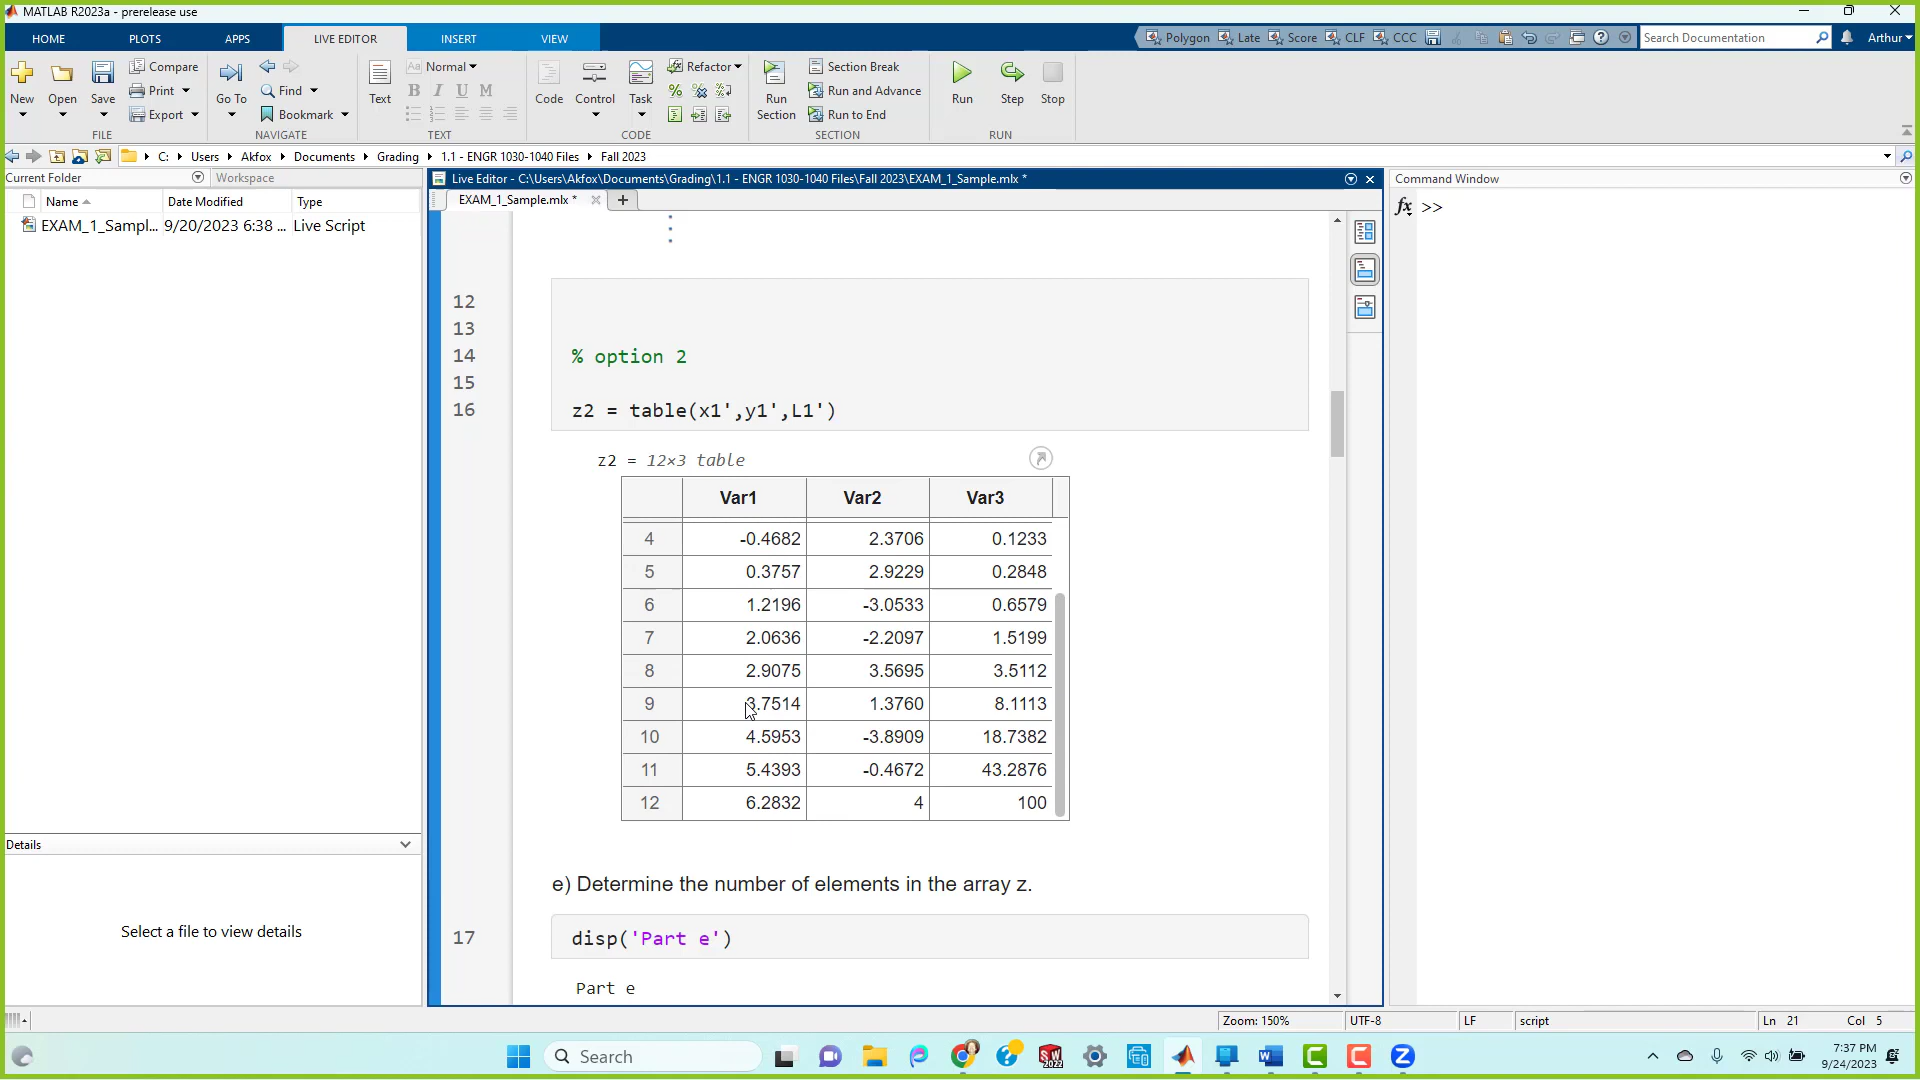 MATLAB R2023a - prerelease use
HOME PLOTS APPS LIVE EDITOR INSERT VIEW
Polygon Late Score CLF CCC Search Documentation Arthur
New Open Save Compare Print Export FILE
Go To Find Bookmark NAVIGATE
Text Normal B I U M TEXT
Code Control Task Refactor CODE
Run Section Section Break Run and Advance Run to End SECTION
Run Step Stop RUN
C: Users Akfox Documents Grading 1.1 - ENGR 1030-1040 Files Fall 2023
Current Folder Workspace
Name Date Modified Type
EXAM_1_Sampl... 9/20/2023 6:38 ... Live Script
Live Editor - C:\Users\Akfox\Documents\Grading\1.1 - ENGR 1030-1040 Files\Fall 2023\EXAM_1_Sample.mlx *
EXAM_1_Sample.mlx *
Command Window
fx >>
12
13
14 % option 2
15
16 z2 = table(x1',y1',L1')
z2 = 12×3 table
Var1 Var2 Var3
4 -0.4682 2.3706 0.1233
5 0.3757 2.9229 0.2848
6 1.2196 -3.0533 0.6579
7 2.0636 -2.2097 1.5199
8 2.9075 3.5695 3.5112
9 3.7514 1.3760 8.1113
10 4.5953 -3.8909 18.7382
11 5.4393 -0.4672 43.2876
12 6.2832 4 100
e) Determine the number of elements in the array z.
17 disp('Part e')
Part e
Details
Select a file to view details
Zoom: 150% UTF-8 LF script Ln 21 Col 5
Search
SW 2022
7:37 PM
9/24/2023